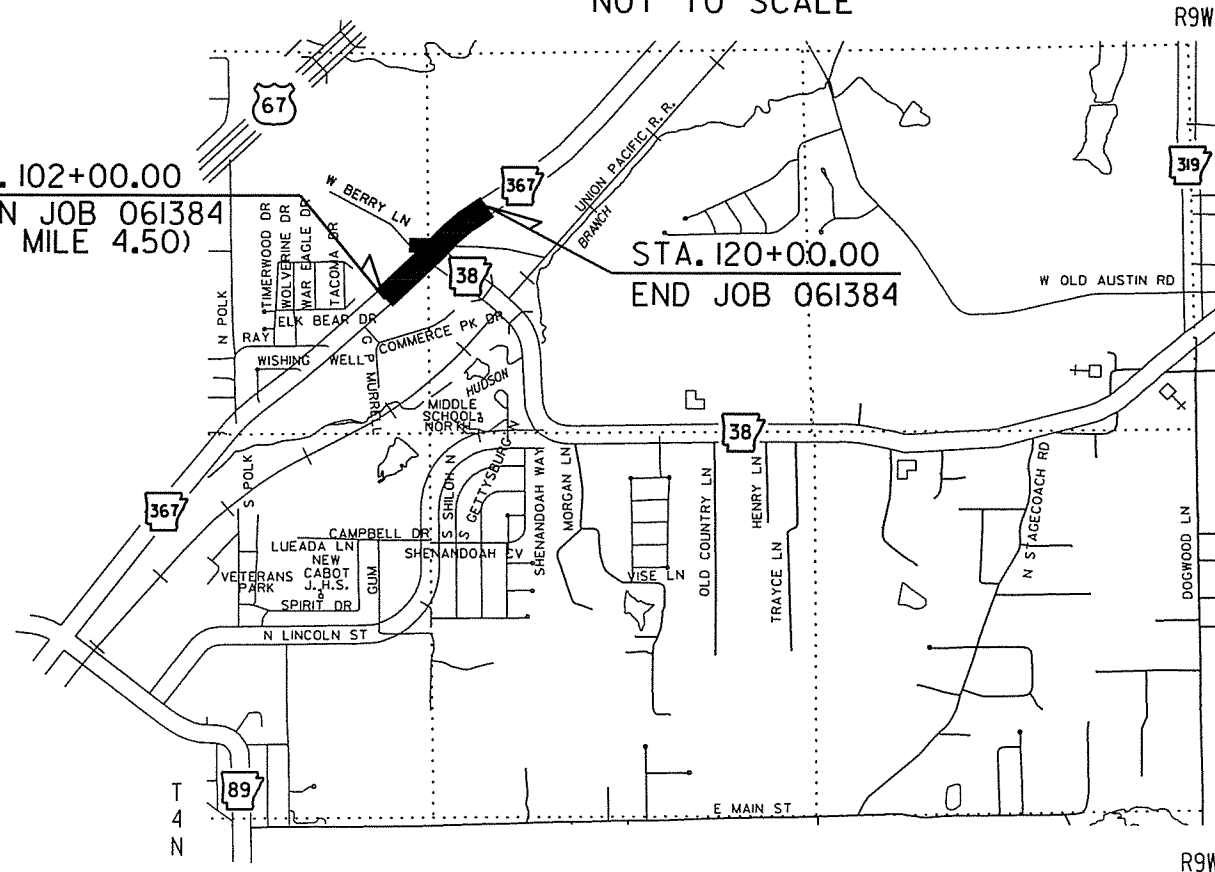 NOT TO SCALE
R9W
67
. 102+00.00
N JOB 061384
MILE 4.50)
W BERRY LN
367
UNION PACIFIC R. R.
BRANCH
319
38
STA. 120+00.00
END JOB 061384
W OLD AUSTIN RD
N POLK
TIMERWOOD DR
WOLVERINE DR
WAR EAGLE DR
TACOMA DR
ELK BEAR DR
RAY
WISHING WELL
COMMERCE PK DR
G P MURRELL
HUDSON
MIDDLE
SCHOOL
NORTH
38
367
S POLK
S SHILOH N
S GETTYSBURG N
SHENANDOAH WAY
MORGAN LN
OLD COUNTRY LN
HENRY LN
TRAYCE LN
N STAGECOACH RD
DOGWOOD LN
CAMPBELL DR
LUEADA LN
NEW
CABOT
J.H.S.
VETERANS
PARK
SPIRIT DR
GUM
SHENANDOAH CV
VISE LN
N LINCOLN ST
89
T
4
N
E MAIN ST
R9W